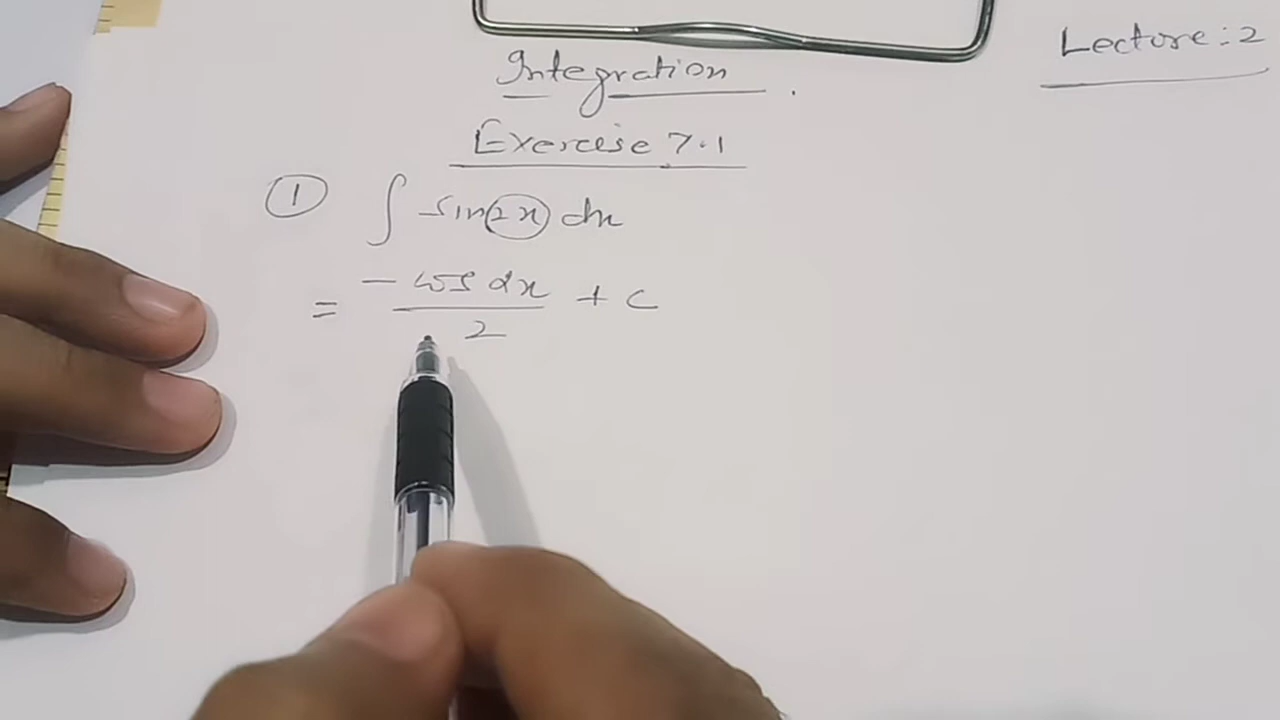 Lecture : 2
Integration .
Exercise 7.1
① ∫ sin 2x dx
= - cos 2x / 2 + c